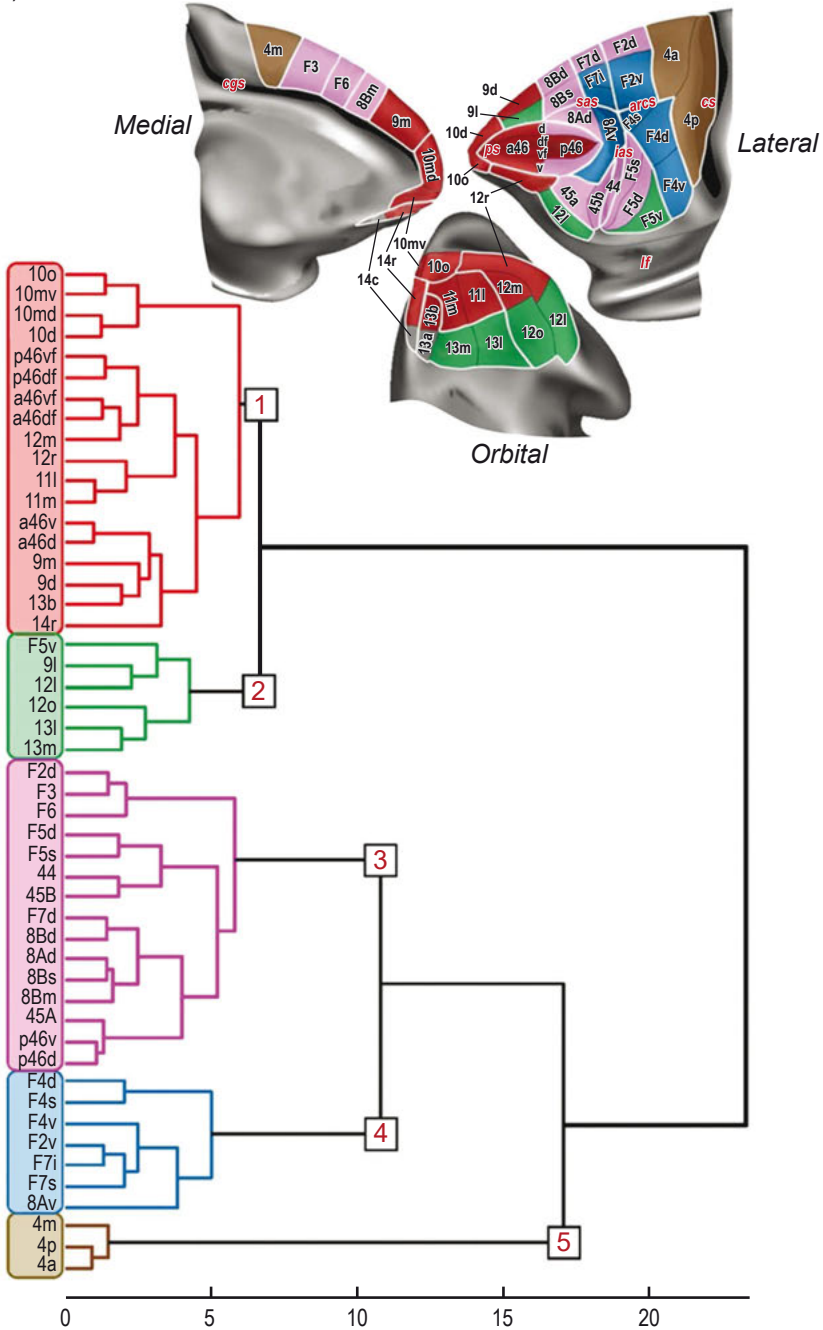 4m
F3
F6
8Bm
9m
10md
cgs
Medial
10mv
14r
14c
F2d
F7d
8Bd
F7i
F2v
4a
9d
8Bs
sas
arcs
cs
9l
8Ad
8Av
F4s
4p
10d
d
df
vf
v
F4d
ps
a46
p46
ias
Lateral
10o
44
F5s
F4v
12r
45a
45b
F5d
F5v
12l
lf
10o
12m
11l
11m
13b
13a
13m
13l
12o
12l
Orbital
10o
10mv
10md
10d
p46vf
p46df
a46vf
a46df
12m
12r
11l
11m
a46v
a46d
9m
9d
13b
14r
1
F5v
9l
12l
12o
13l
13m
2
F2d
F3
F6
F5d
F5s
44
45B
F7d
8Bd
8Ad
8Bs
8Bm
45A
p46v
p46d
3
F4d
F4s
F4v
F2v
F7i
F7s
8Av
4
4m
4p
4a
5
0 5 10 15 20